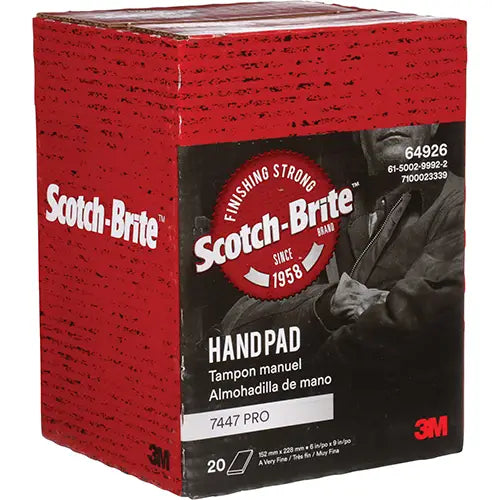 Scotch-Brite™
64926
61-5002-9992-2
7100023339
FINISHING STRONG
Scotch-Brite™
BRAND
SINCE
1958
HAND PAD
Tampon manuel
Almohadilla de mano
7447 PRO
20
152 mm x 228 mm • 6 in/po x 9 in/po
A Very Fine / Très fin / Muy Fina
3M